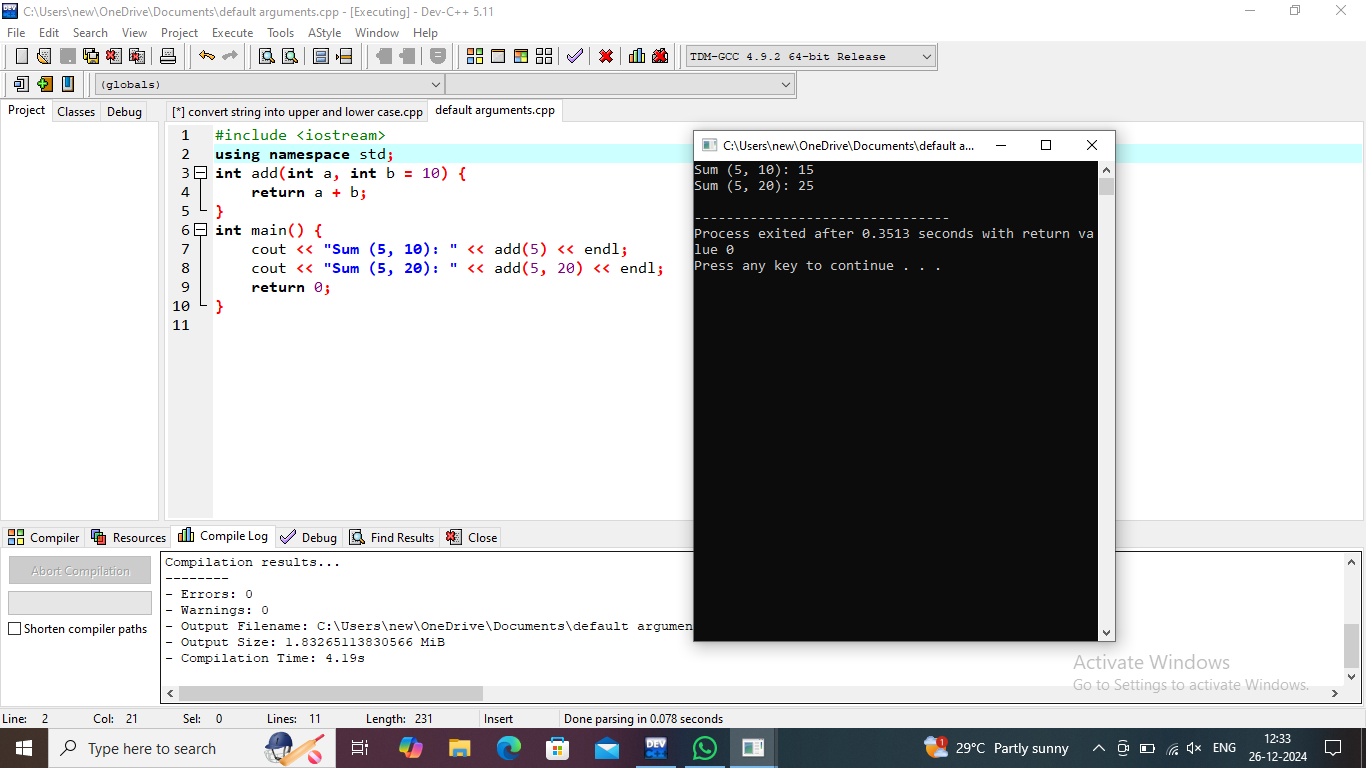 C:\Users\new\OneDrive\Documents\default arguments.cpp - [Executing] - Dev-C++ 5.11
File Edit Search View Project Execute Tools AStyle Window Help
TDM-GCC 4.9.2 64-bit Release
(globals)
Project Classes Debug [*] convert string into upper and lower case.cpp default arguments.cpp
1 #include <iostream>
2 using namespace std;
3 int add(int a, int b = 10) {
4 return a + b;
5 }
6 int main() {
7 cout << "Sum (5, 10): " << add(5) << endl;
8 cout << "Sum (5, 20): " << add(5, 20) << endl;
9 return 0;
10 }
11
C:\Users\new\OneDrive\Documents\default a...
Sum (5, 10): 15
Sum (5, 20): 25
--------------------------------
Process exited after 0.3513 seconds with return va
lue 0
Press any key to continue . . .
Compiler Resources Compile Log Debug Find Results Close
Abort Compilation
Shorten compiler paths
Compilation results...
--------
- Errors: 0
- Warnings: 0
- Output Filename: C:\Users\new\OneDrive\Documents\default argumen
- Output Size: 1.83265113830566 MiB
- Compilation Time: 4.19s
Activate Windows
Go to Settings to activate Windows.
Line: 2 Col: 21 Sel: 0 Lines: 11 Length: 231 Insert Done parsing in 0.078 seconds
Type here to search
DEV
1
29°C Partly sunny
ENG
12:33
26-12-2024